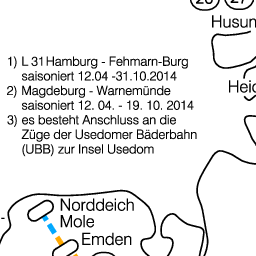 Husun
1) L 31 Hamburg - Fehmarn-Burg
saisoniert 12.04 -31.10.2014
2) Magdeburg - Warnemünde
saisoniert 12. 04. - 19. 10. 2014
3) es besteht Anschluss an die
Züge der Usedomer Bäderbahn
(UBB) zur Insel Usedom
Heid
Norddeich
Mole
Emden